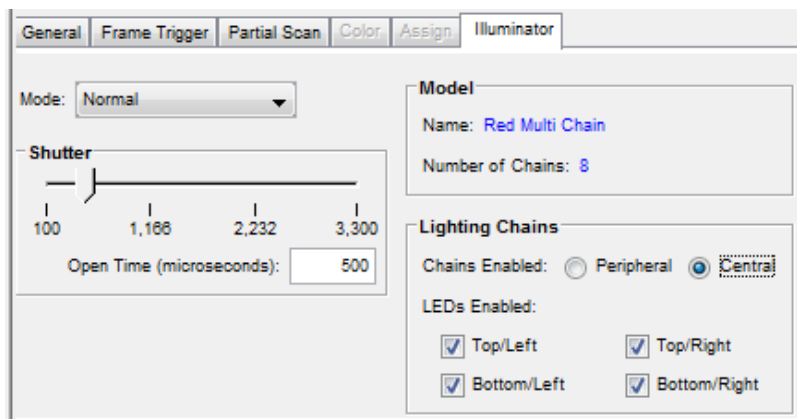 General Frame Trigger Partial Scan Color Assign Illuminator
Mode: Normal
Shutter
100 1,166 2,232 3,300
Open Time (microseconds): 500
Model
Name: Red Multi Chain
Number of Chains: 8
Lighting Chains
Chains Enabled: Peripheral Central
LEDs Enabled:
Top/Left Top/Right
Bottom/Left Bottom/Right